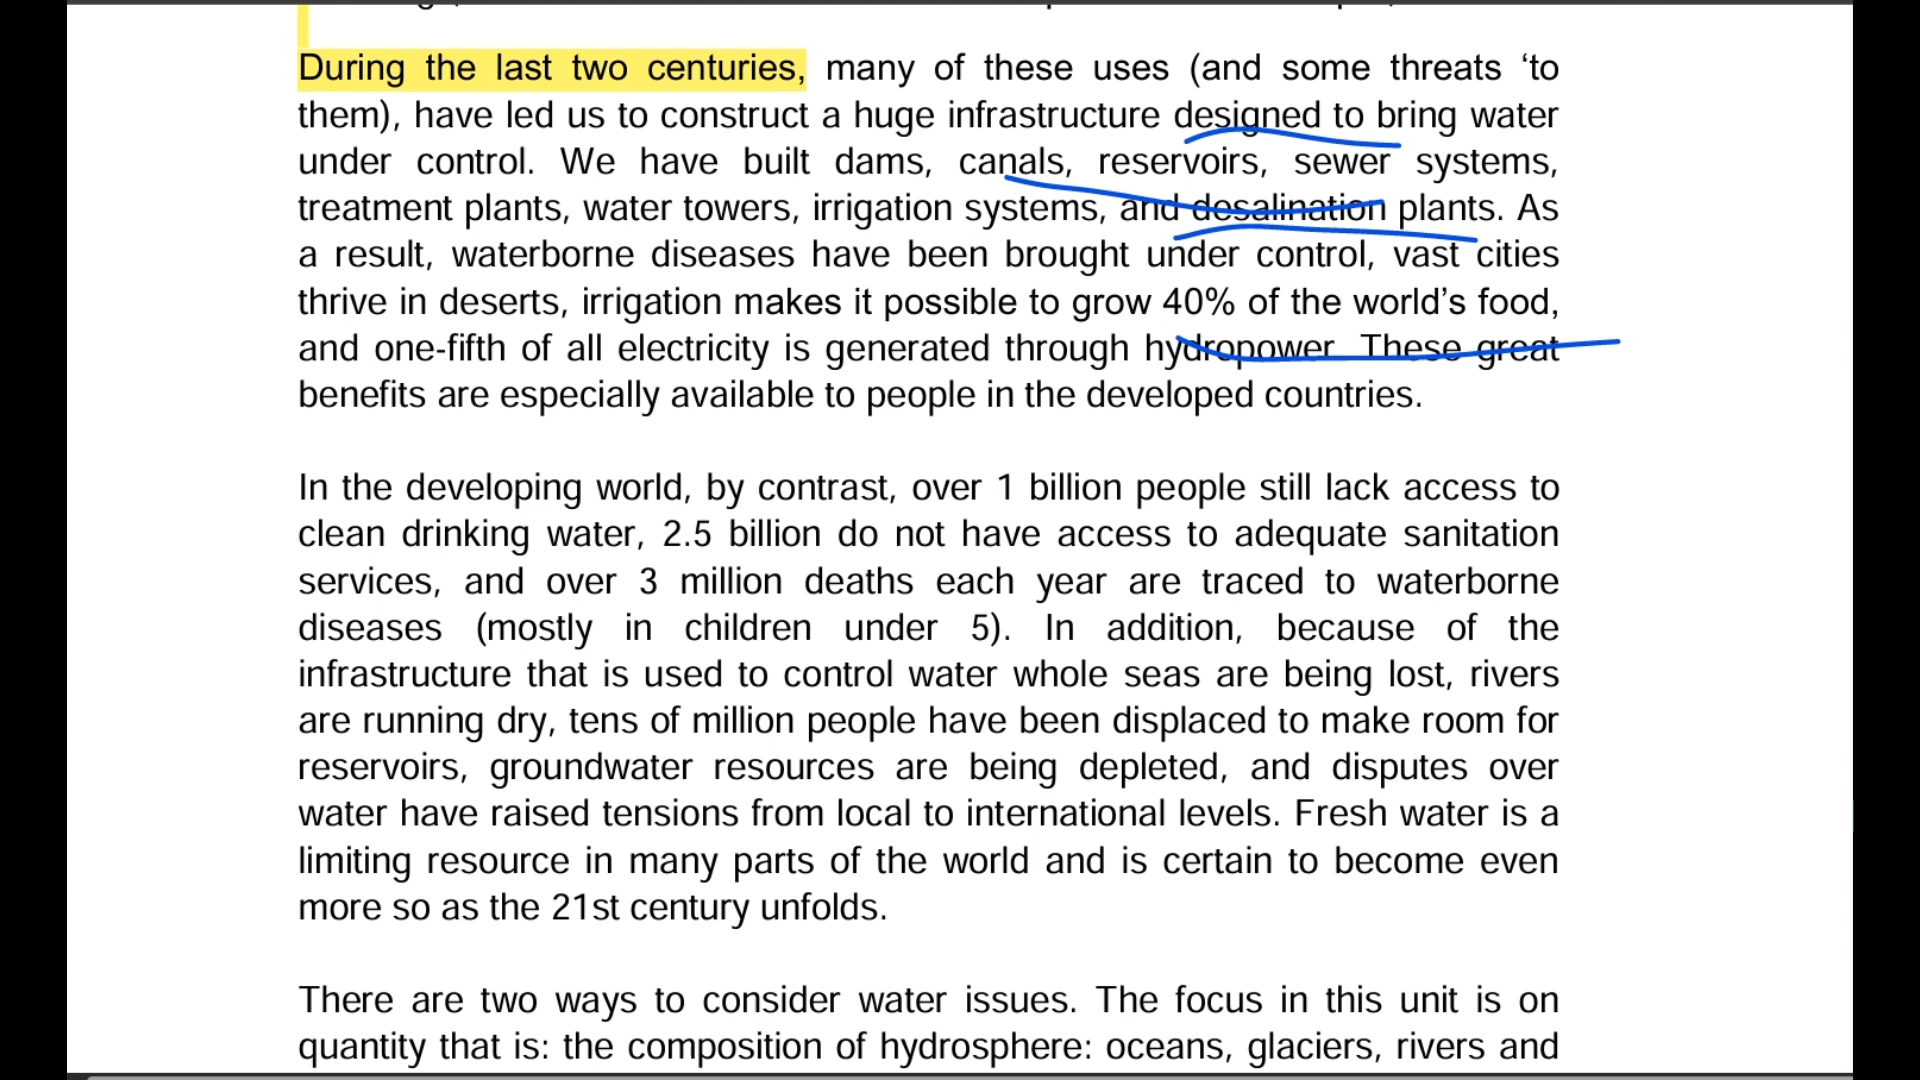 During the last two centuries, many of these uses (and some threats ‘to
them), have led us to construct a huge infrastructure designed to bring water
under control. We have built dams, canals, reservoirs, sewer systems,
treatment plants, water towers, irrigation systems, and desalination plants. As
a result, waterborne diseases have been brought under control, vast cities
thrive in deserts, irrigation makes it possible to grow 40% of the world’s food,
and one-fifth of all electricity is generated through hydropower. These great
benefits are especially available to people in the developed countries.
In the developing world, by contrast, over 1 billion people still lack access to
clean drinking water, 2.5 billion do not have access to adequate sanitation
services, and over 3 million deaths each year are traced to waterborne
diseases (mostly in children under 5). In addition, because of the
infrastructure that is used to control water whole seas are being lost, rivers
are running dry, tens of million people have been displaced to make room for
reservoirs, groundwater resources are being depleted, and disputes over
water have raised tensions from local to international levels. Fresh water is a
limiting resource in many parts of the world and is certain to become even
more so as the 21st century unfolds.
There are two ways to consider water issues. The focus in this unit is on
quantity that is: the composition of hydrosphere: oceans, glaciers, rivers and